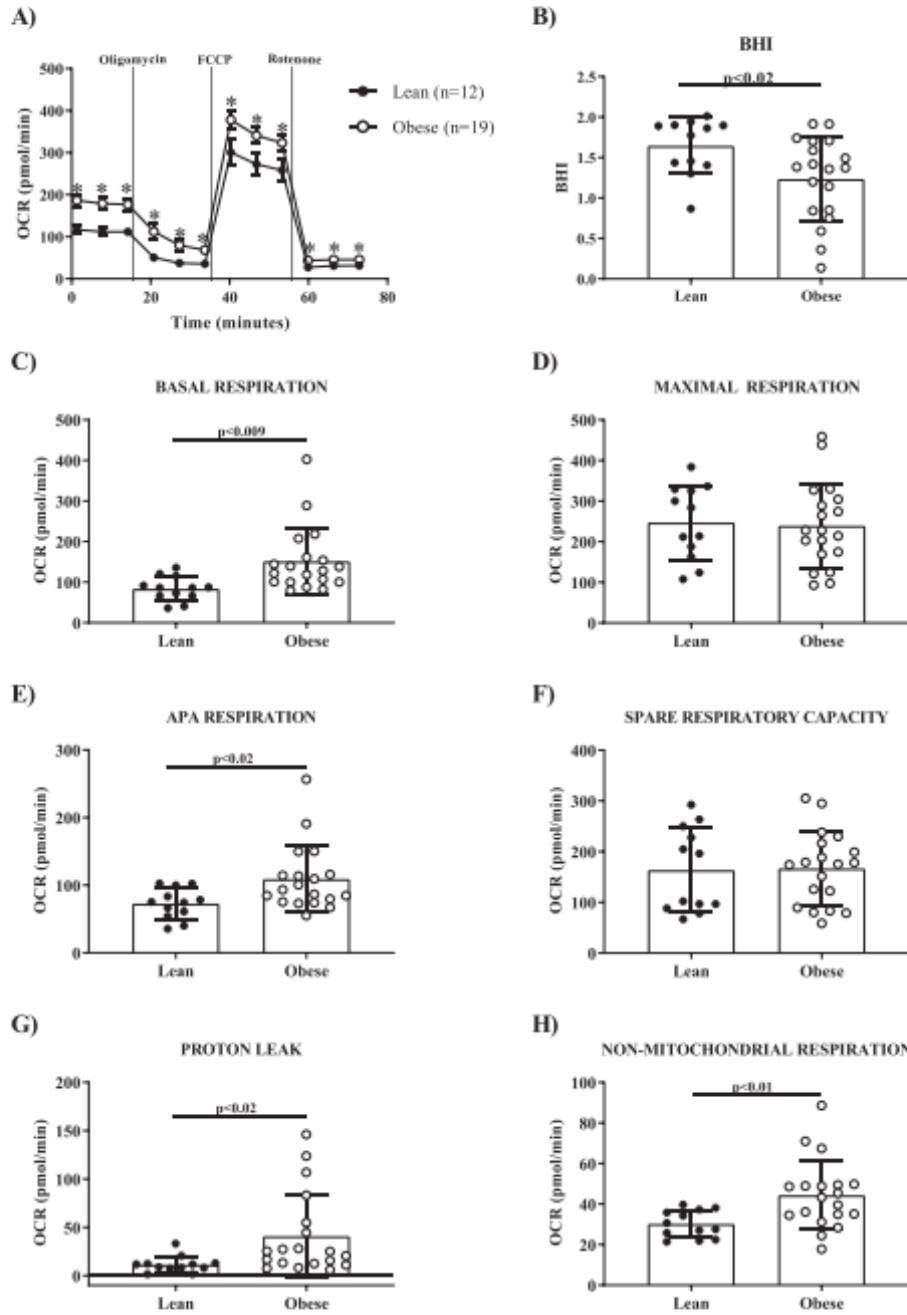 A)
Oligomycin FCCP Rotenone
Lean (n=12)
Obese (n=19)
500
400
300
200
100
0
OCR (pmol/min)
* * * * * * * * * * * *
0 20 40 60 80
Time (minutes)
B)
BHI
p<0.02
2.5
2.0
1.5
1.0
0.5
0.0
BHI
Lean Obese
C)
BASAL RESPIRATION
p<0.009
500
400
300
200
100
0
OCR (pmol/min)
Lean Obese
D)
MAXIMAL RESPIRATION
500
400
300
200
100
0
OCR (pmol/min)
Lean Obese
E)
APA RESPIRATION
p<0.02
300
200
100
0
OCR (pmol/min)
Lean Obese
F)
SPARE RESPIRATORY CAPACITY
400
300
200
100
0
OCR (pmol/min)
Lean Obese
G)
PROTON LEAK
p<0.02
200
150
100
50
0
OCR (pmol/min)
Lean Obese
H)
NON-MITOCHONDRIAL RESPIRATION
p<0.01
100
80
60
40
20
0
OCR (pmol/min)
Lean Obese